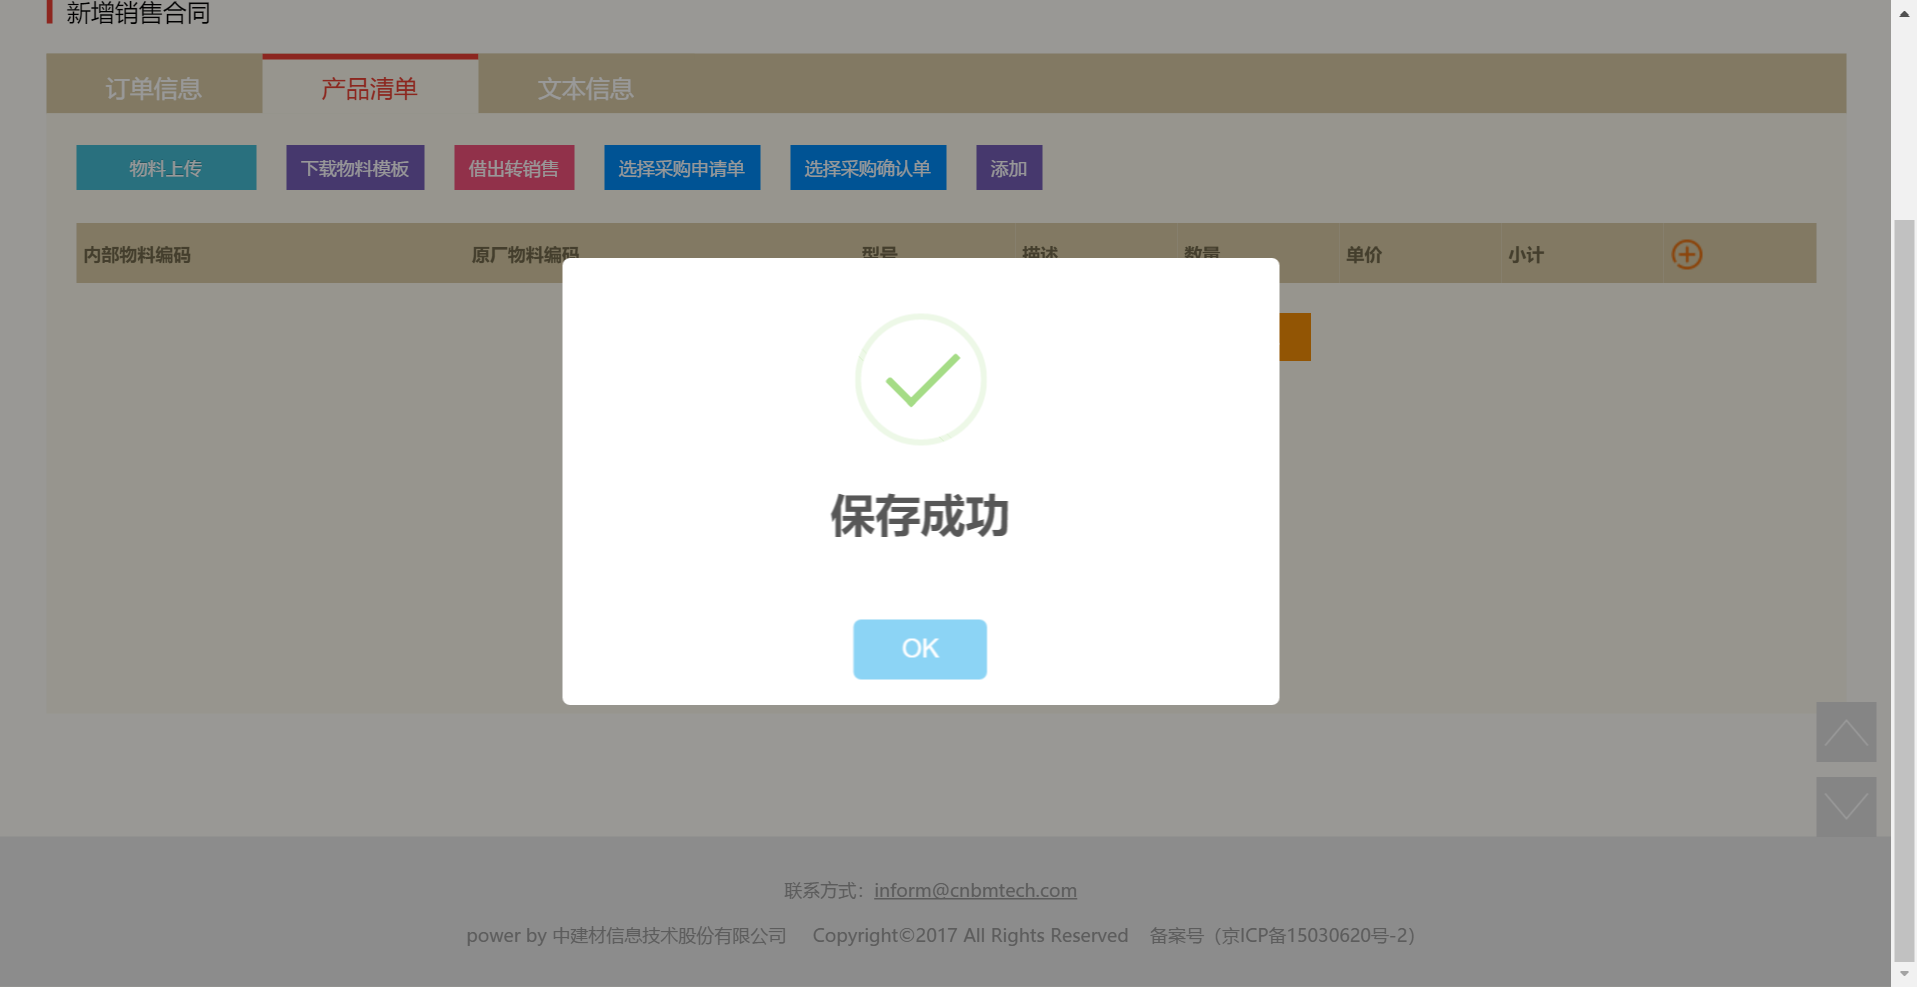 新增销售合同
订单信息 产品清单 文本信息
物料上传 下载物料模板 借出转销售 选择采购申请单 选择采购确认单 添加
内部物料编码 原厂物料编码 型号 描述 数量 单价 小计
保存成功
OK
联系方式：inform@cnbmtech.com
power by 中建材信息技术股份有限公司 Copyright©2017 All Rights Reserved 备案号（京ICP备15030620号-2）